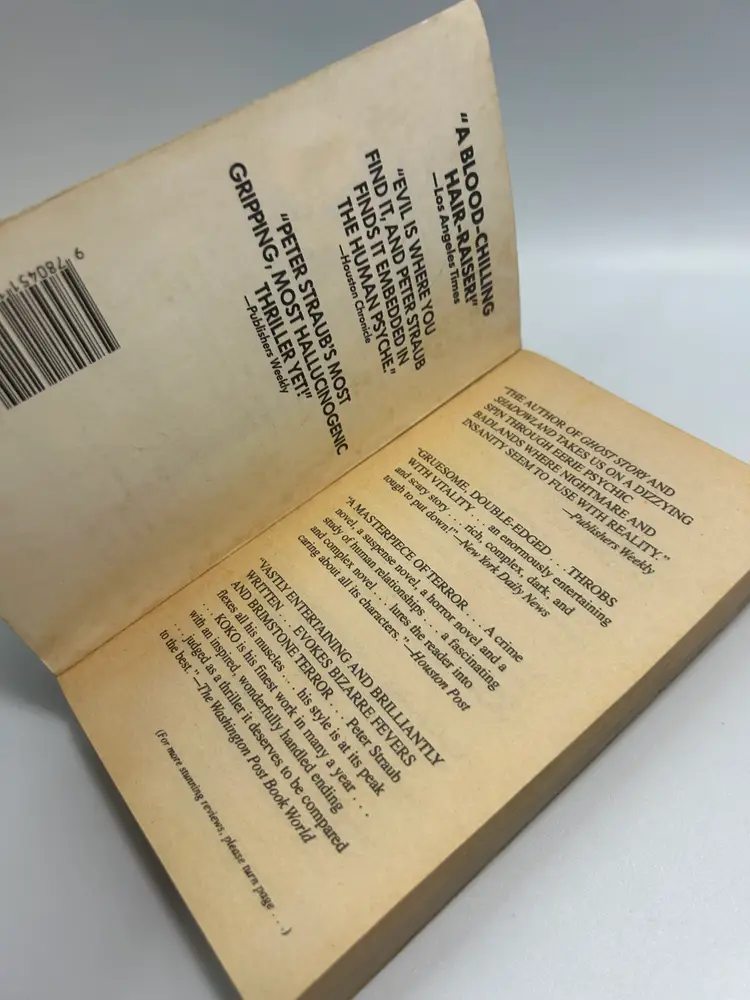 "A BLOOD-CHILLING
HAIR-RAISER!"
—Los Angeles Times
"EVIL IS WHERE YOU
FIND IT, AND PETER STRAUB
FINDS IT EMBEDDED IN
THE HUMAN PSYCHE."
—Houston Chronicle
"PETER STRAUB'S MOST
GRIPPING, MOST HALLUCINOGENIC
THRILLER YET!"
—Publishers Weekly
9 780451
"THE AUTHOR OF GHOST STORY AND
SHADOWLAND TAKES US ON A DIZZYING
SPIN THROUGH EERIE PSYCHIC
BADLANDS WHERE NIGHTMARE AND
INSANITY SEEM TO FUSE WITH REALITY."
—Publishers Weekly
"GRUESOME, DOUBLE-EDGED . . . THROBS
WITH VITALITY . . . an enormously entertaining
and scary story . . . rich, complex, dark, and
tough to put down!"—New York Daily News
"A MASTERPIECE OF TERROR . . . A crime
novel, a suspense novel, a horror novel and a
study of human relationships . . . a fascinating
and complex novel . . . lures the reader into
caring about all its characters."—Houston Post
"VASTLY ENTERTAINING AND BRILLIANTLY
WRITTEN . . . EVOKES BIZARRE FEVERS
AND BRIMSTONE TERROR . . . Peter Straub
flexes all his muscles . . . his style is at its peak
. . . KOKO is his finest work in many a year . . .
with an inspired, wonderfully handled ending
. . . judged as a thriller it deserves to be compared
to the best."—The Washington Post Book World
(For more stunning reviews, please turn page . . .)